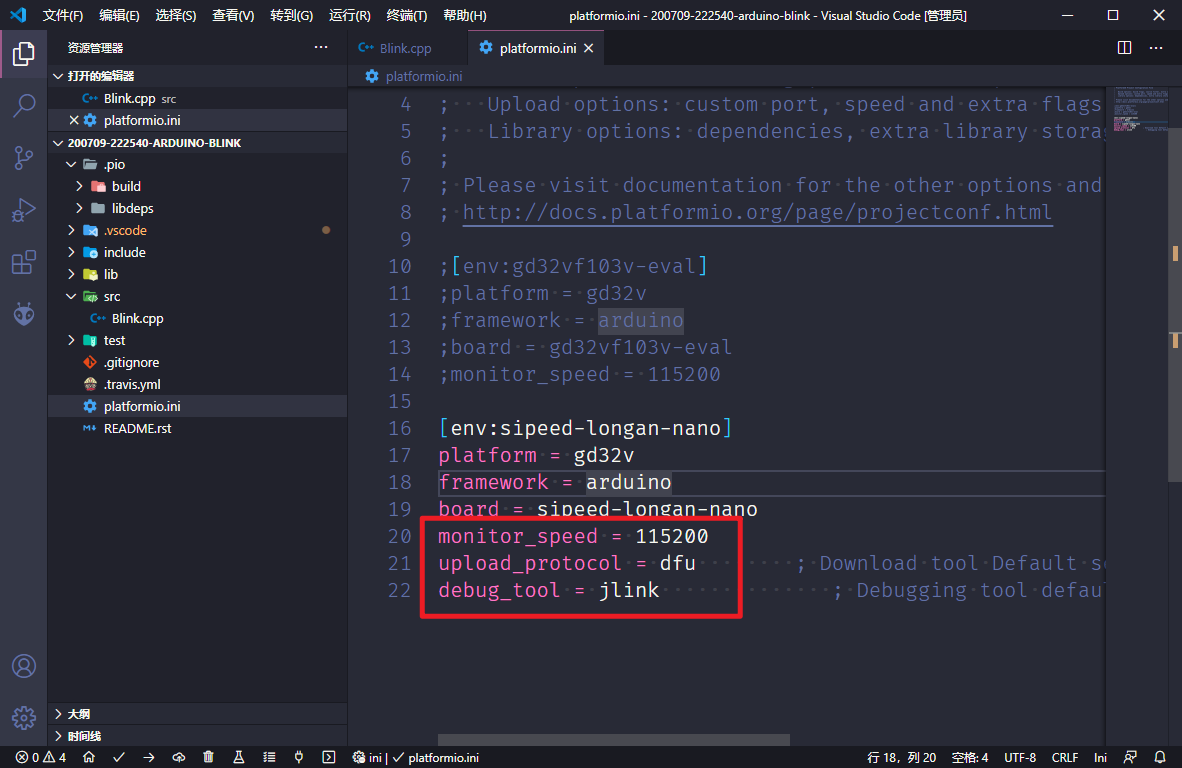 文件(F) 编辑(E) 选择(S) 查看(V) 转到(G) 运行(R) 终端(T) 帮助(H) platformio.ini - 200709-222540-arduino-blink - Visual Studio Code [管理员]
资源管理器
打开的编辑器
Blink.cpp src
platformio.ini
200709-222540-ARDUINO-BLINK
.pio
build
libdeps
.vscode
include
lib
src
Blink.cpp
test
.gitignore
.travis.yml
platformio.ini
README.rst
大纲
时间线
Blink.cpp platformio.ini
platformio.ini
4 ; Upload options: custom port, speed and extra flags
5 ; Library options: dependencies, extra library storag
6 ;
7 ; Please visit documentation for the other options and
8 ; http://docs.platformio.org/page/projectconf.html
9
10 ;[env:gd32vf103v-eval]
11 ;platform = gd32v
12 ;framework = arduino
13 ;board = gd32vf103v-eval
14 ;monitor_speed = 115200
15
16 [env:sipeed-longan-nano]
17 platform = gd32v
18 framework = arduino
19 board = sipeed-longan-nano
20 monitor_speed = 115200
21 upload_protocol = dfu ; Download tool Default s
22 debug_tool = jlink ; Debugging tool defau
0 4 ini | platformio.ini 行 18，列 20 空格: 4 UTF-8 CRLF Ini